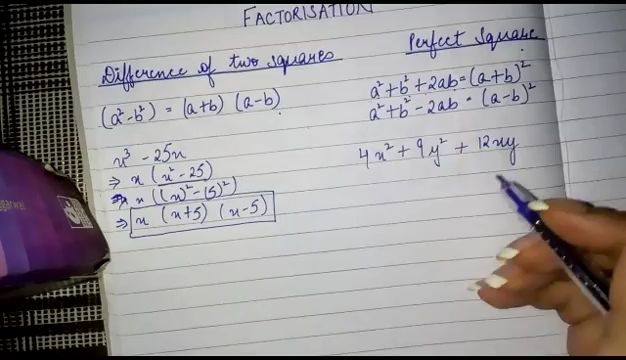 FACTORISATION
Difference of two squares
(a²-b²) = (a+b) (a-b)
x³ - 25x
⇒ x (x² - 25)
⇒ x ((x)² - (5)²)
⇒ x (x+5) (x-5)
Perfect Square
a²+b²+2ab = (a+b)²
a²+b²-2ab = (a-b)²
4x² + 9y² + 12xy